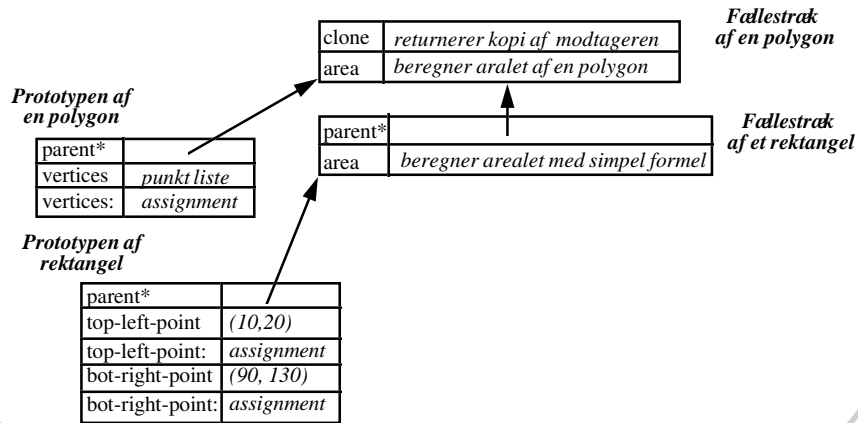 Fællestræk
af en polygon
clone returnerer kopi af modtageren
area beregner aralet af en polygon
Prototypen af
en polygon
parent*
vertices punkt liste
vertices: assignment
parent*
area beregner arealet med simpel formel
Fællestræk
af et rektangel
Prototypen af
rektangel
parent*
top-left-point (10,20)
top-left-point: assignment
bot-right-point (90, 130)
bot-right-point: assignment